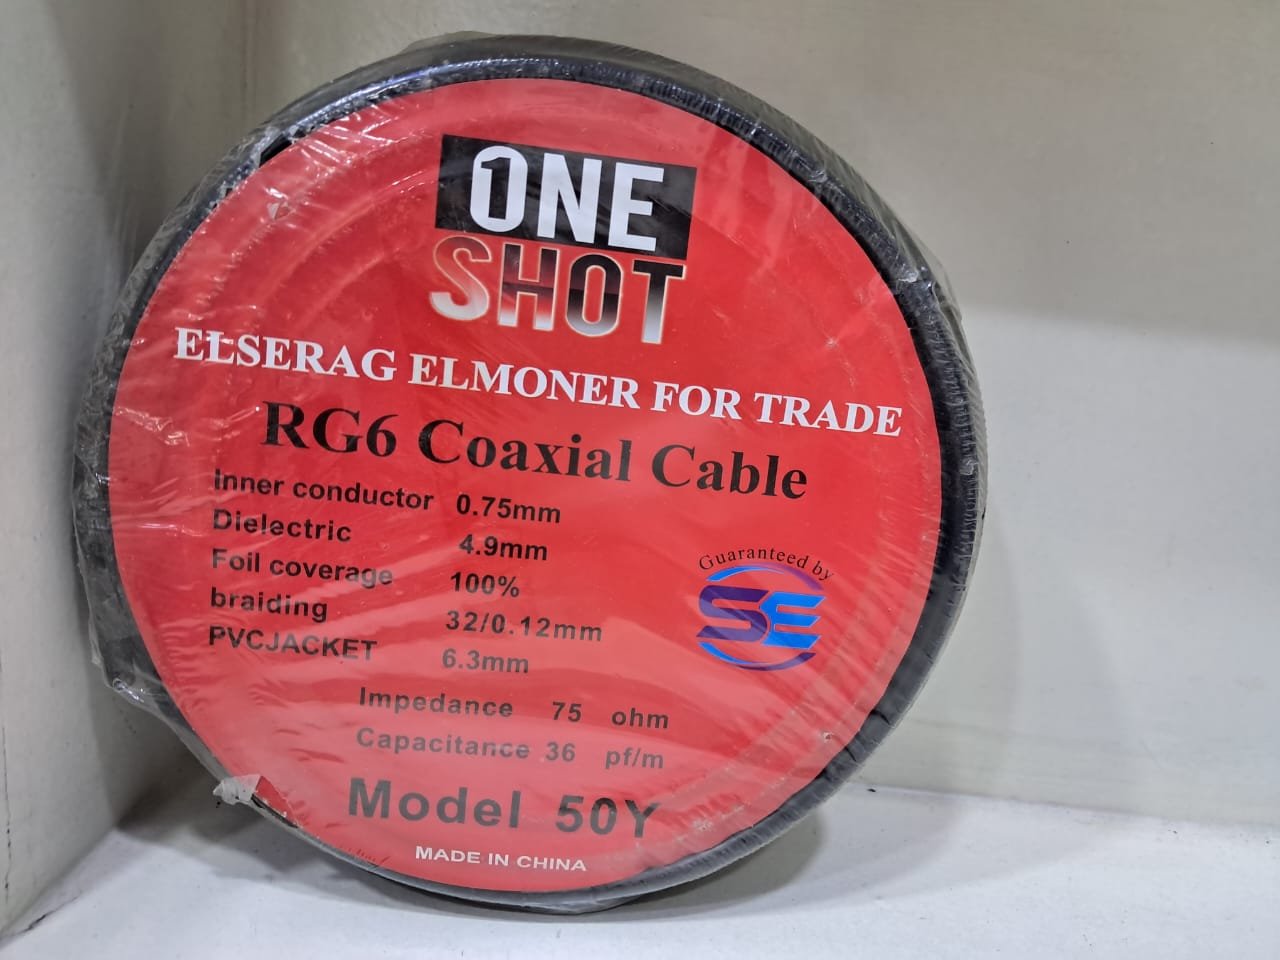 ONE
SHOT
ELSERAG ELMONER FOR TRADE
RG6 Coaxial Cable
Inner conductor 0.75mm
Dielectric 4.9mm
Foil coverage 100%
braiding 32/0.12mm
PVCJACKET 6.3mm
Guaranteed by
SE
Impedance 75 ohm
Capacitance 36 pf/m
Model 50Y
MADE IN CHINA